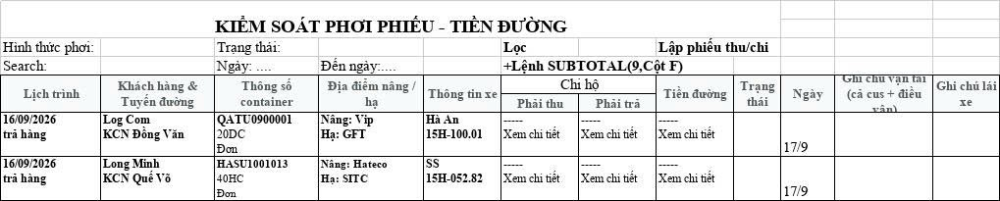 KIỂM SOÁT PHƠI PHIẾU - TIỀN ĐƯỜNG
Hình thức phơi: Trạng thái: Lọc Lập phiếu thu/chi
Search: Ngày: .... Đến ngày:.... +Lệnh SUBTOTAL(9,Cột F)
Lịch trình Khách hàng & Tuyến đường Thông số container Địa điểm nâng / hạ Thông tin xe Chi hộ Phải thu Phải trả Tiền đường Trạng thái Ngày Ghi chú vận tải (cả cus + điều vận) Ghi chú lái xe
16/09/2026 Log Com QATU0900001 Nâng: Vip Hà An ----- ----- -----
trả hàng KCN Đồng Văn 20DC Hạ: GFT 15H-100.01 Xem chi tiết Xem chi tiết Xem chi tiết
Đơn 17/9
16/09/2026 Long Minh HASU1001013 Nâng: Hateco SS ----- ----- -----
trả hàng KCN Quế Võ 40HC Hạ: SITC 15H-052.82 Xem chi tiết Xem chi tiết Xem chi tiết
Đơn 17/9